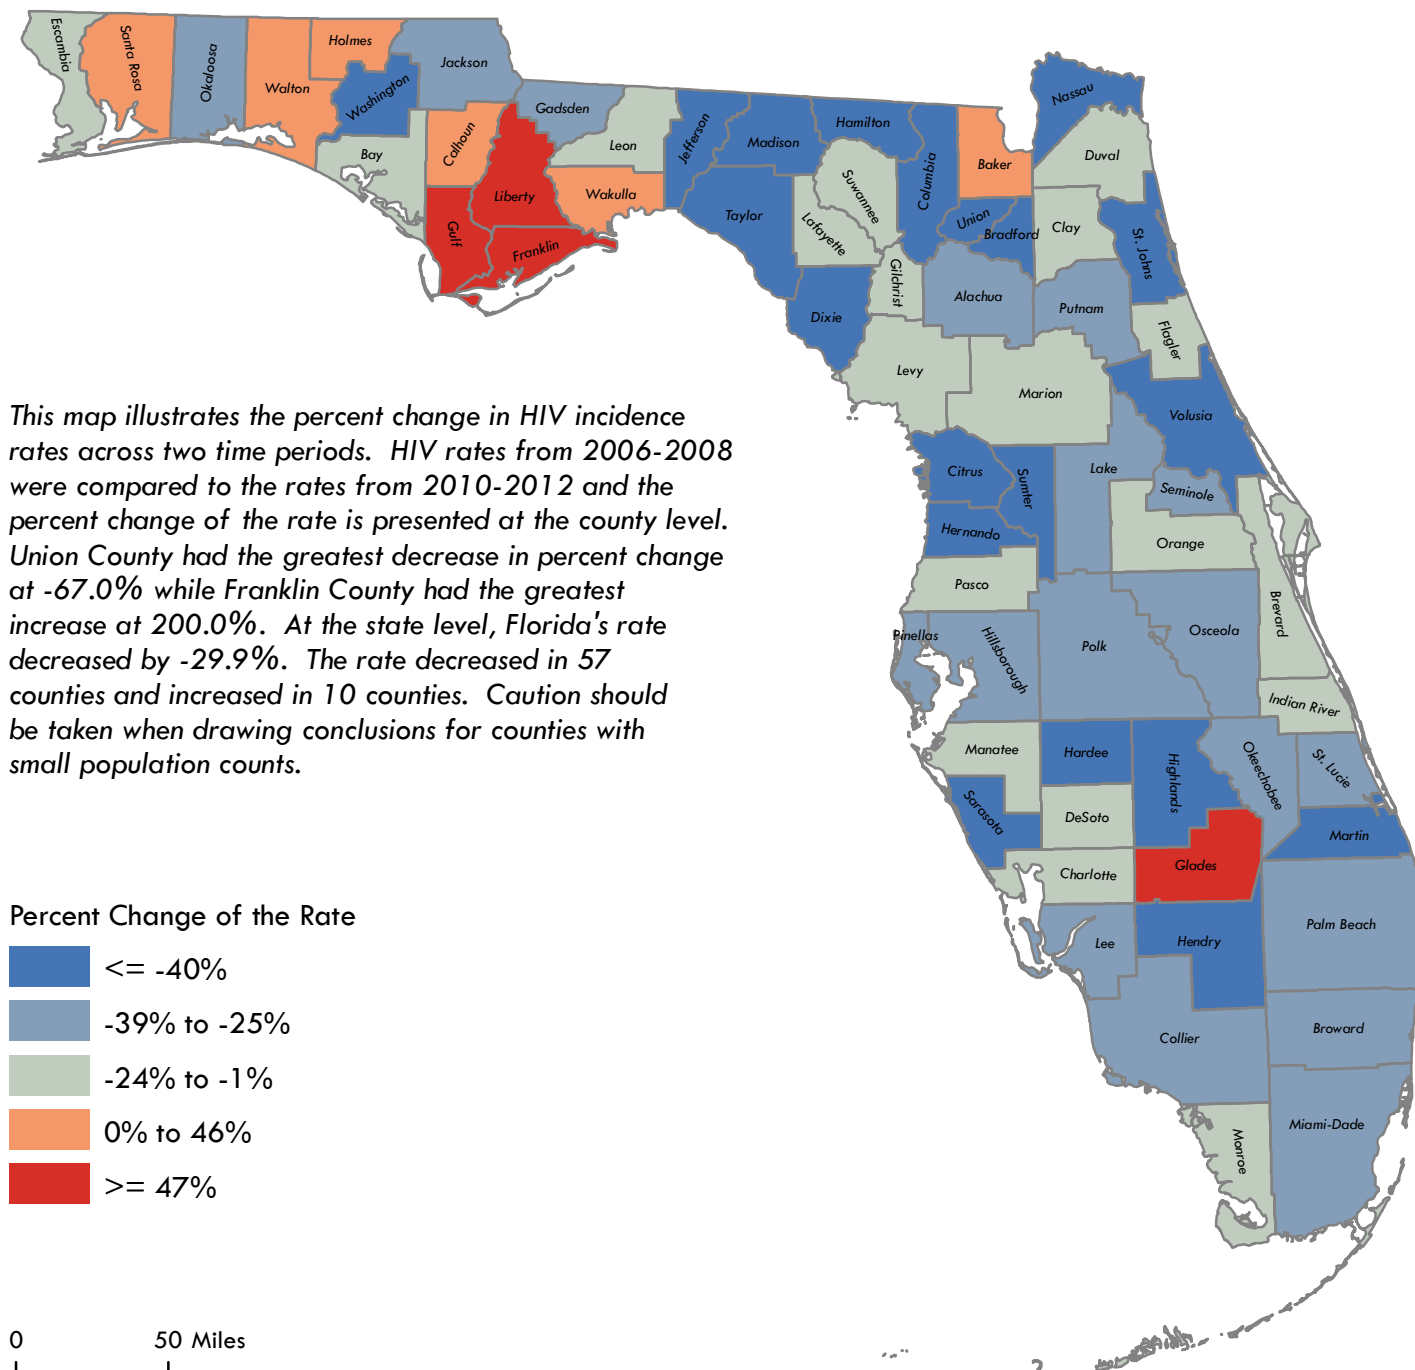 Escambia
Santa Rosa
Okaloosa
Walton
Holmes
Washington
Jackson
Bay
Calhoun
Gulf
Liberty
Franklin
Gadsden
Leon
Wakulla
Jefferson
Madison
Taylor
Hamilton
Suwannee
Lafayette
Dixie
Columbia
Gilchrist
Baker
Union
Bradford
Nassau
Duval
Clay
St. Johns
Alachua
Putnam
Flagler
Levy
Marion
Volusia
Citrus
Sumter
Lake
Seminole
Hernando
Orange
Pasco
Brevard
Pinellas
Hillsborough
Polk
Osceola
Indian River
Manatee
Hardee
Highlands
Okeechobee
St. Lucie
Sarasota
DeSoto
Martin
Charlotte
Glades
Lee
Hendry
Palm Beach
Collier
Broward
Miami-Dade
Monroe
This map illustrates the percent change in HIV incidence
rates across two time periods. HIV rates from 2006-2008
were compared to the rates from 2010-2012 and the
percent change of the rate is presented at the county level.
Union County had the greatest decrease in percent change
at -67.0% while Franklin County had the greatest
increase at 200.0%. At the state level, Florida's rate
decreased by -29.9%. The rate decreased in 57
counties and increased in 10 counties. Caution should
be taken when drawing conclusions for counties with
small population counts.
Percent Change of the Rate
<= -40%
-39% to -25%
-24% to -1%
0% to 46%
>= 47%
0 50 Miles